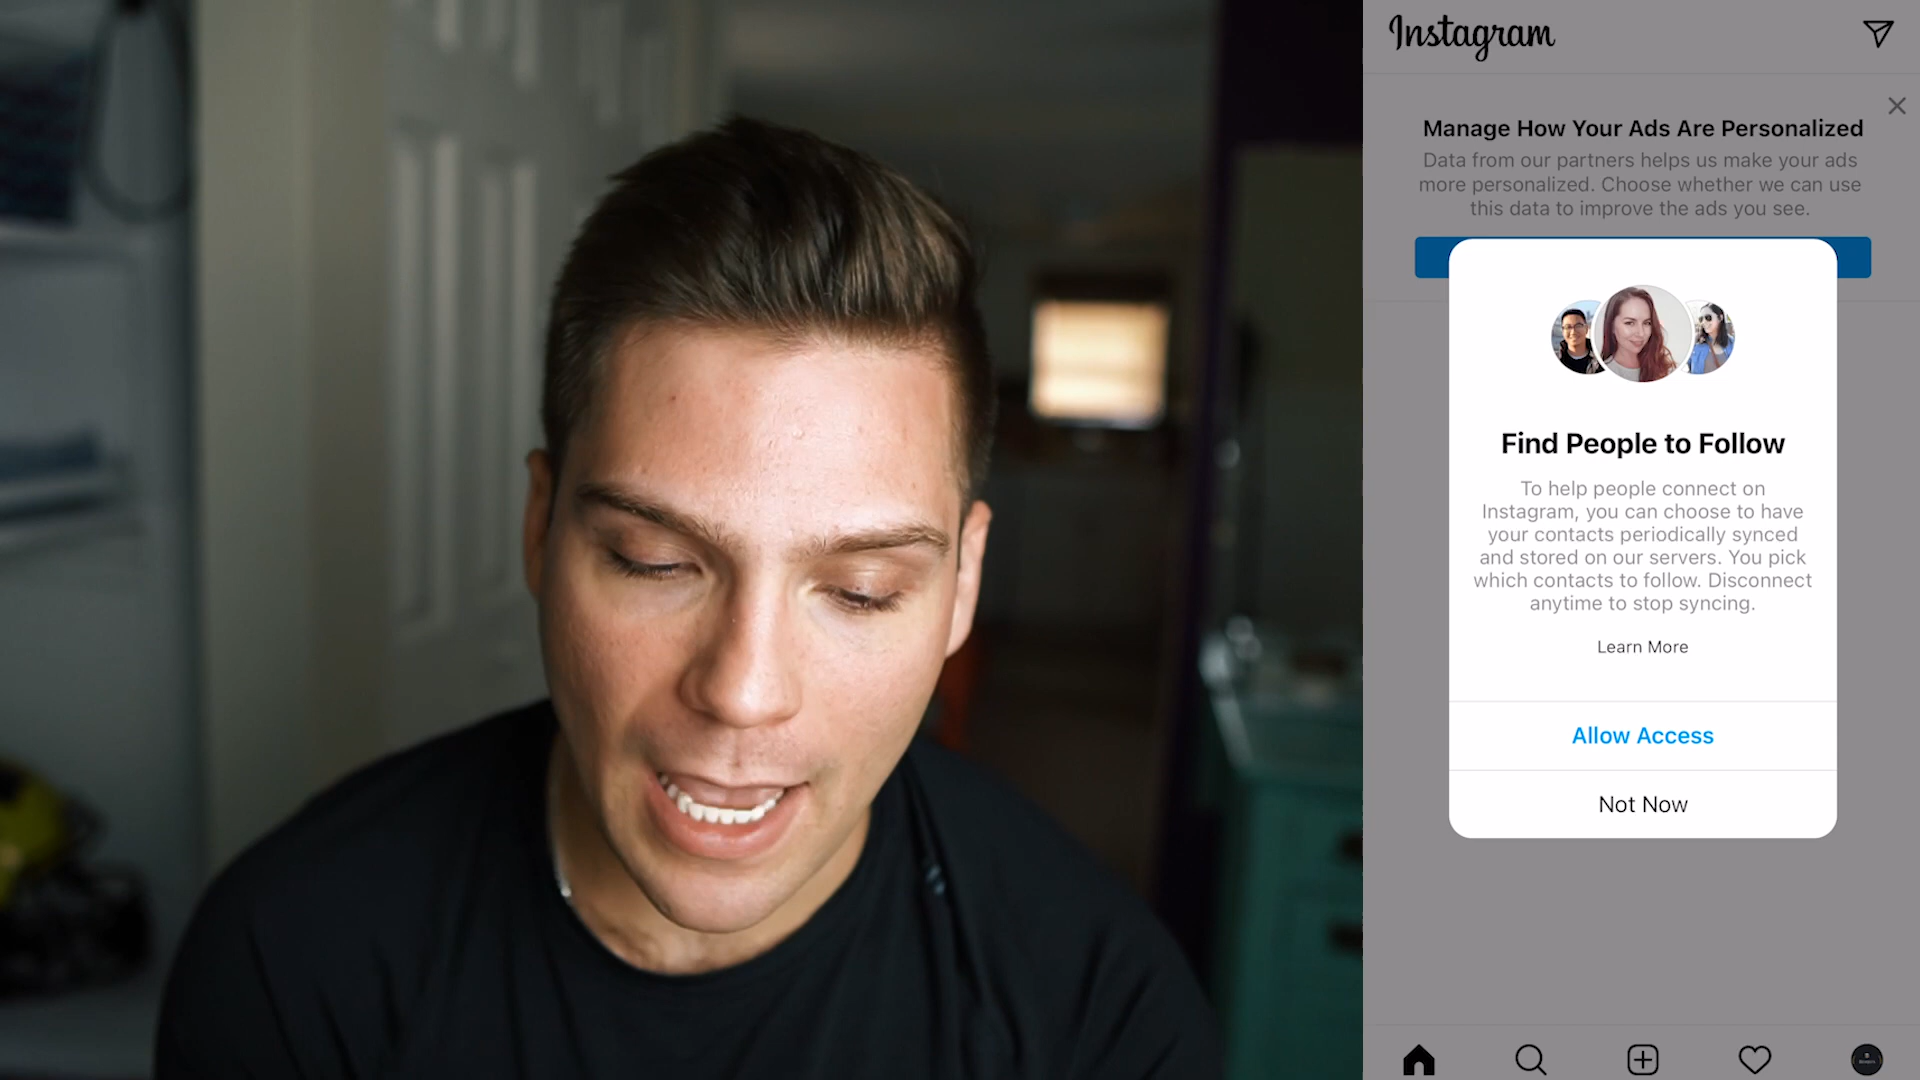 Instagram
Manage How Your Ads Are Personalized
Data from our partners helps us make your ads
more personalized. Choose whether we can use
this data to improve the ads you see.
Find People to Follow
To help people connect on
Instagram, you can choose to have
your contacts periodically synced
and stored on our servers. You pick
which contacts to follow. Disconnect
anytime to stop syncing.
Learn More
Allow Access
Not Now